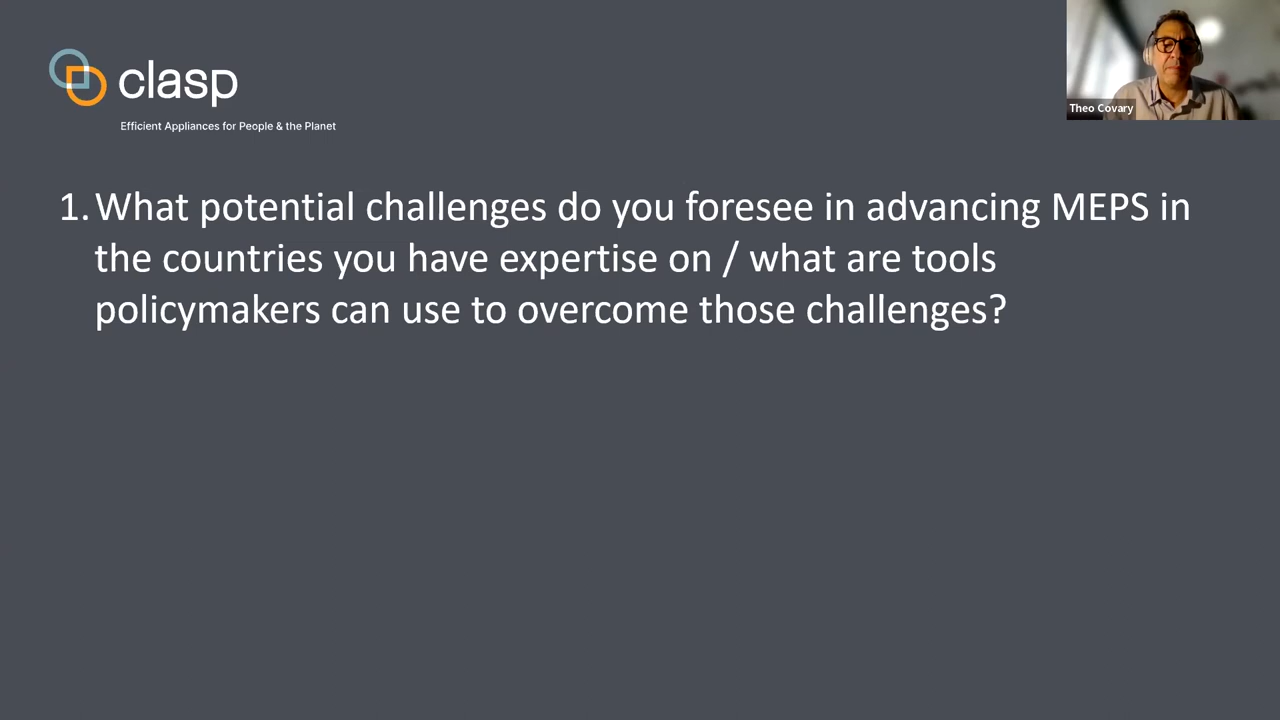 clasp
Efficient Appliances for People & the Planet
Theo Covary
1. What potential challenges do you foresee in advancing MEPS in
the countries you have expertise on / what are tools
policymakers can use to overcome those challenges?